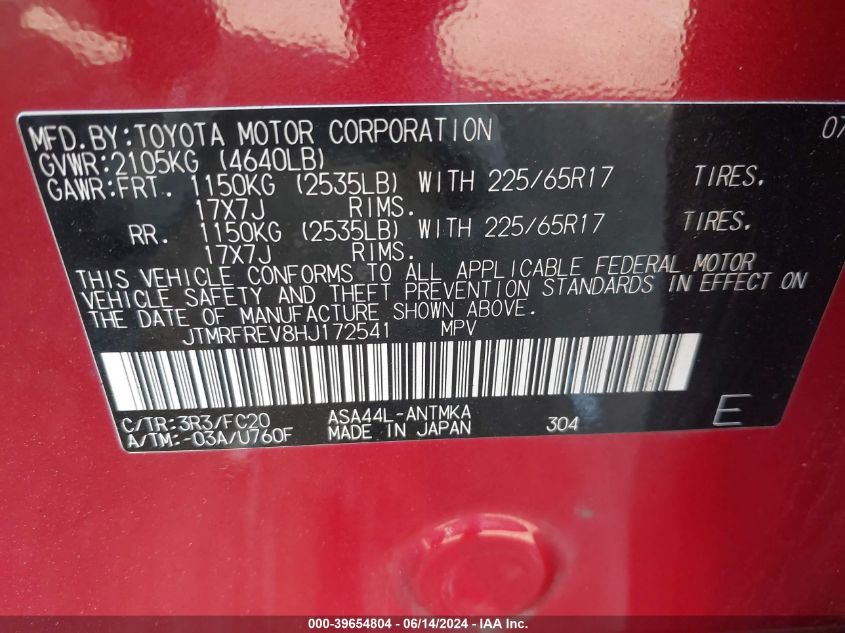 MFD.BY:TOYOTA MOTOR CORPORATION 07
GVWR:2105KG (4640LB)
GAWR:FRT. 1150KG (2535LB) WITH 225/65R17 TIRES.
17X7J RIMS.
RR. 1150KG (2535LB) WITH 225/65R17 TIRES.
17X7J RIMS.
THIS VEHICLE CONFORMS TO ALL APPLICABLE FEDERAL MOTOR
VEHICLE SAFETY AND THEFT PREVENTION STANDARDS IN EFFECT ON
THE DATE OF MANUFACTURE SHOWN ABOVE.
JTMRFREV8HJ172541 MPV
C/TR:3R3/FC20 ASA44L-ANTMKA 304 E
A/TM:-03A/U760F MADE IN JAPAN
000-39654804 - 06/14/2024 - IAA Inc.